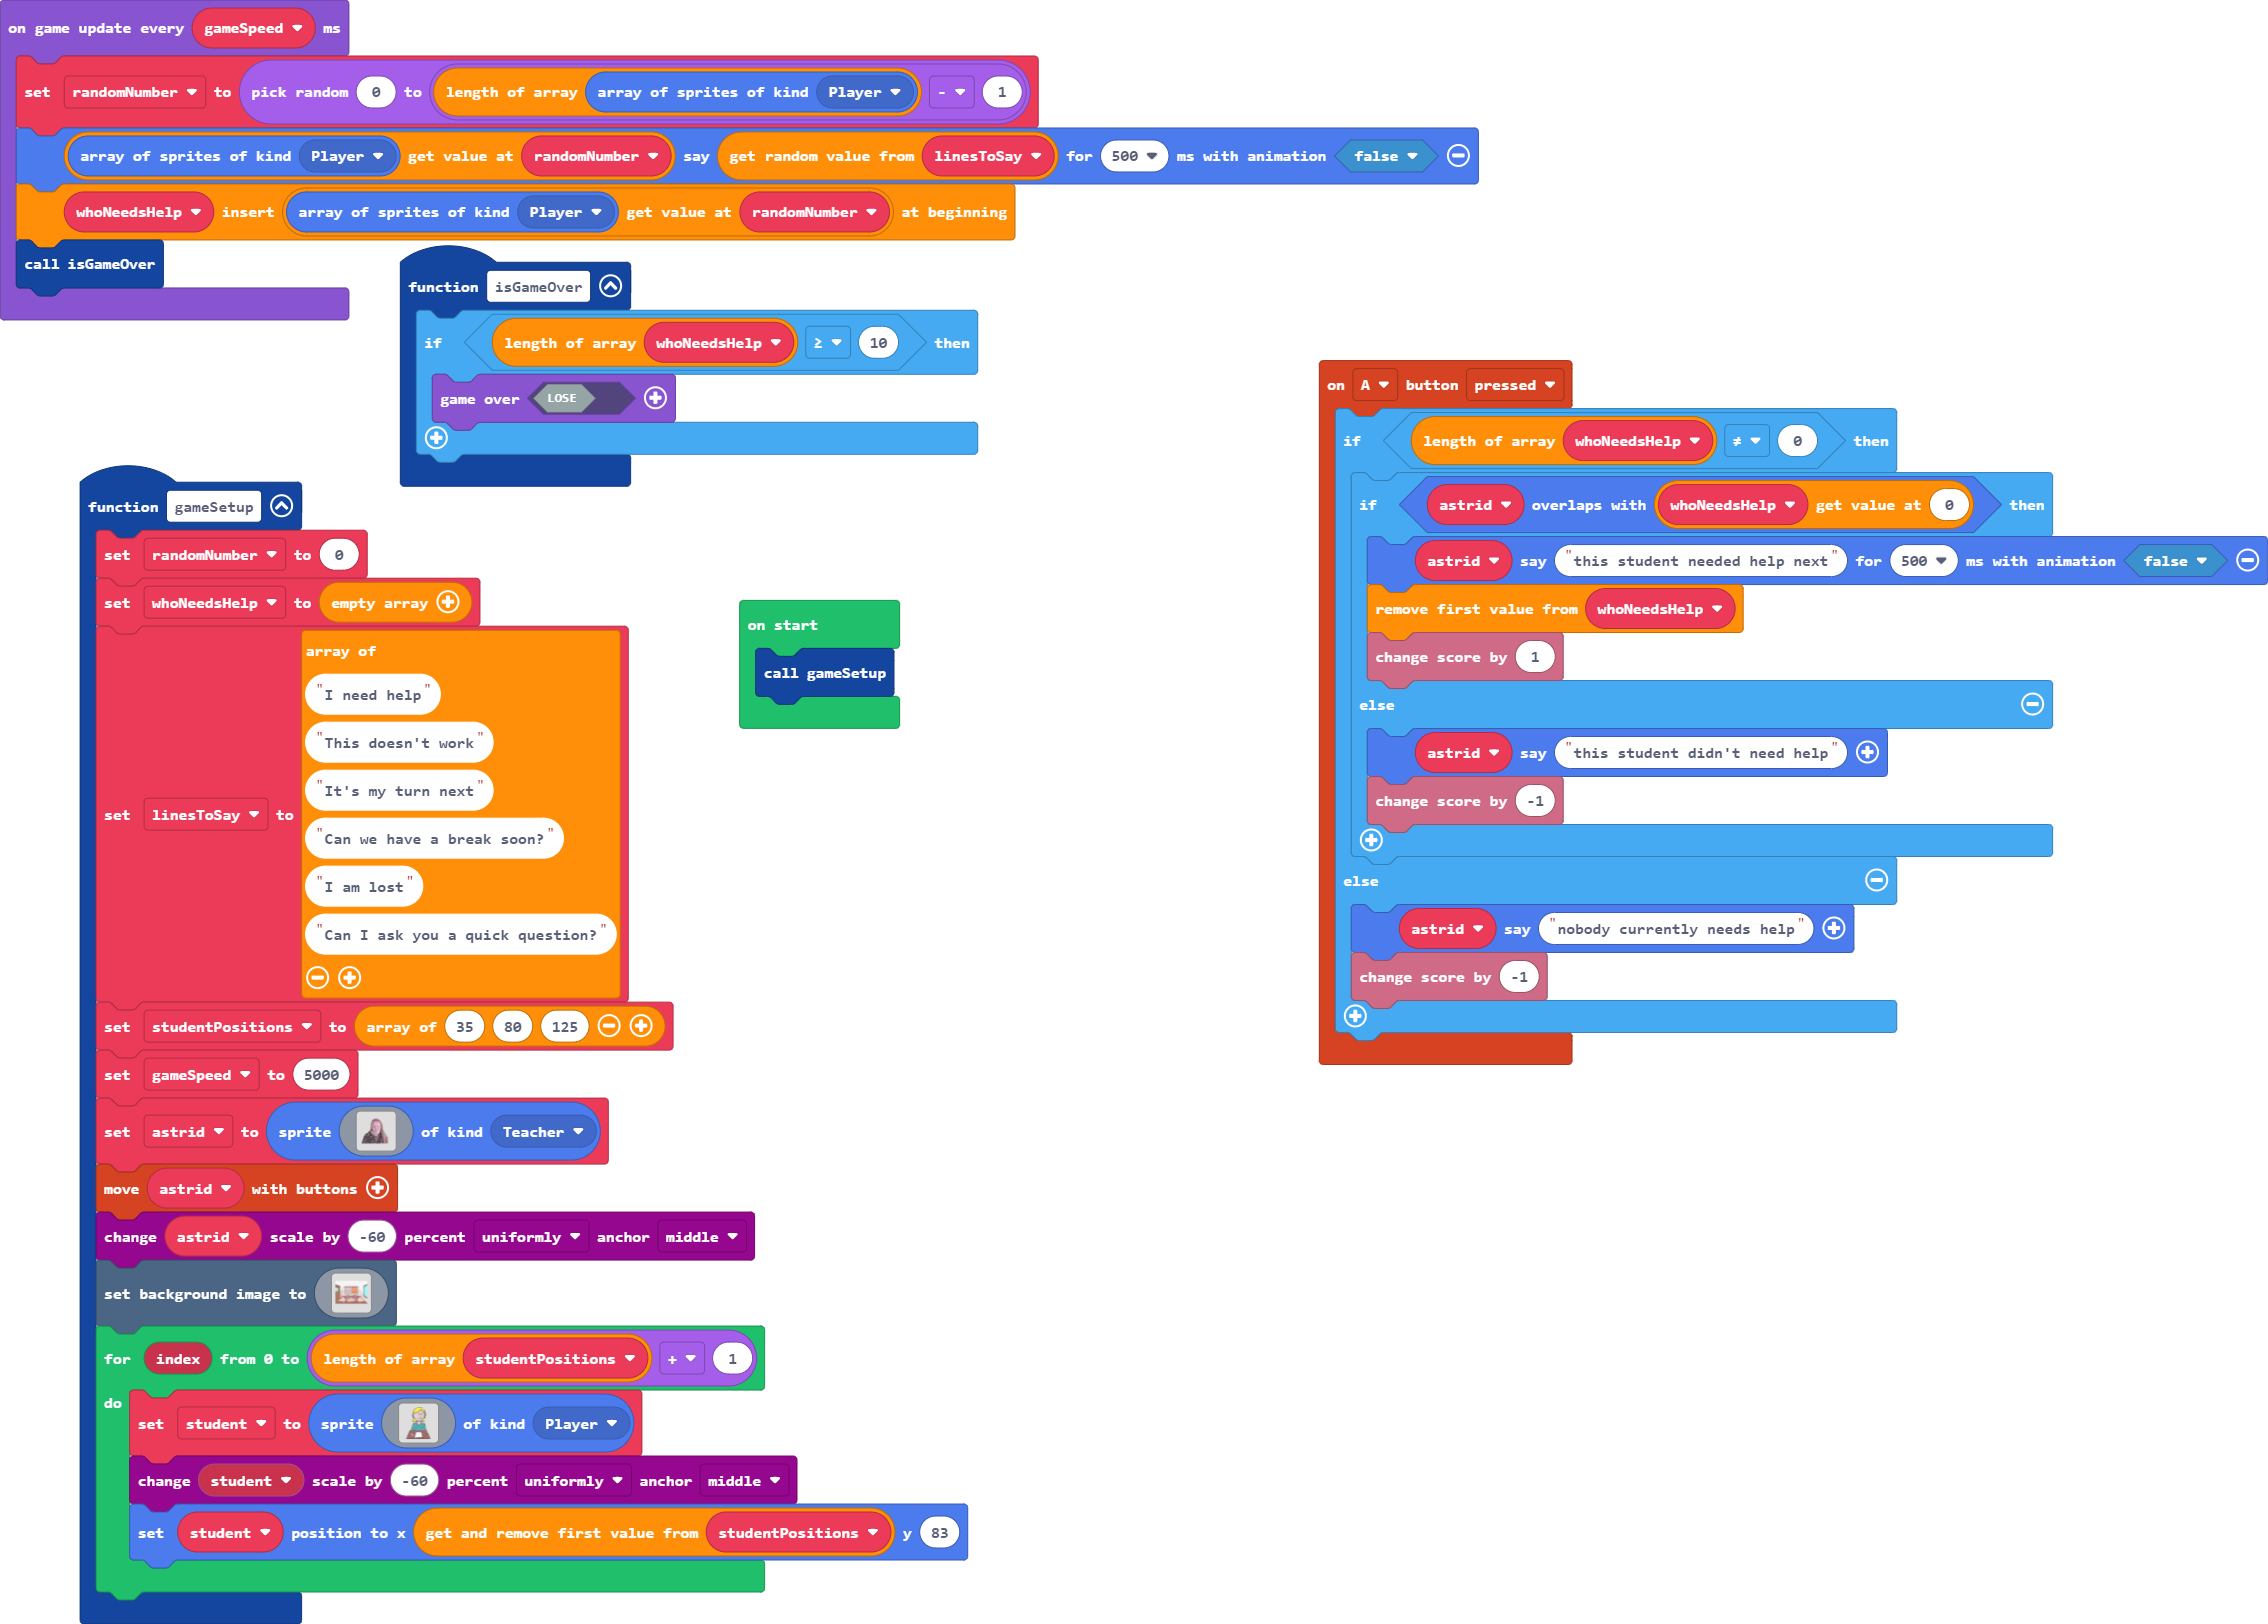 on game update every gameSpeed ms
set randomNumber to pick random 0 to length of array array of sprites of kind Player - 1
array of sprites of kind Player get value at randomNumber say get random value from linesToSay for 500 ms with animation false
whoNeedsHelp insert array of sprites of kind Player get value at randomNumber at beginning
call isGameOver
function isGameOver
if length of array whoNeedsHelp ≥ 10 then
game over LOSE
function gameSetup
set randomNumber to 0
set whoNeedsHelp to empty array
set linesToSay to array of
"I need help"
"This doesn't work"
"It's my turn next"
"Can we have a break soon?"
"I am lost"
"Can I ask you a quick question?"
set studentPositions to array of 35 80 125
set gameSpeed to 5000
set astrid to sprite of kind Teacher
move astrid with buttons
change astrid scale by -60 percent uniformly anchor middle
set background image to
for index from 0 to length of array studentPositions + 1
do
set student to sprite of kind Player
change student scale by -60 percent uniformly anchor middle
set student position to x get and remove first value from studentPositions y 83
on start
call gameSetup
on A button pressed
if length of array whoNeedsHelp ≠ 0 then
if astrid overlaps with whoNeedsHelp get value at 0 then
astrid say "this student needed help next" for 500 ms with animation false
remove first value from whoNeedsHelp
change score by 1
else
astrid say "this student didn't need help"
change score by -1
else
astrid say "nobody currently needs help"
change score by -1